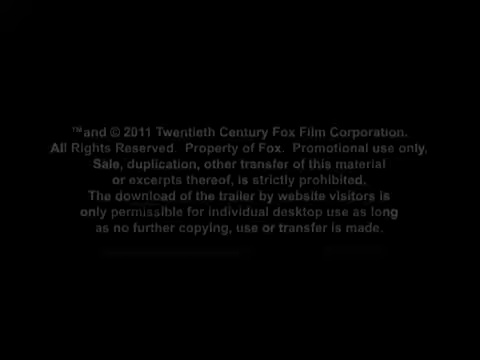 ™and © 2011 Twentieth Century Fox Film Corporation.
All Rights Reserved. Property of Fox. Promotional use only.
Sale, duplication, other transfer of this material
or excerpts thereof, is strictly prohibited.
The download of the trailer by website visitors is
only permissible for individual desktop use as long
as no further copying, use or transfer is made.